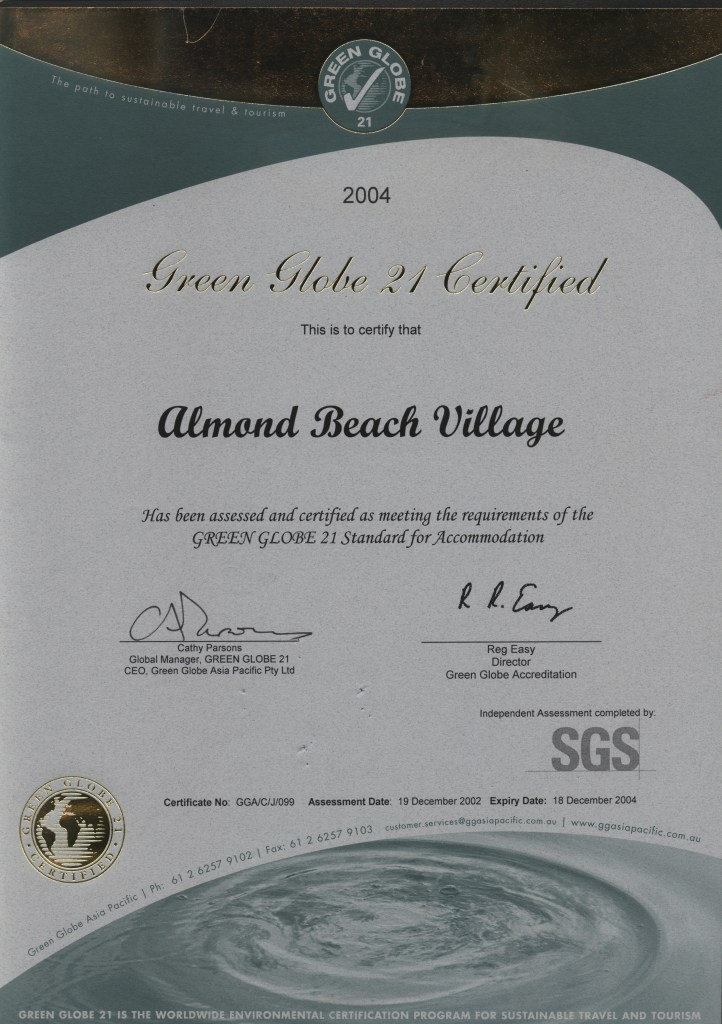 GREEN GLOBE
21
The path to sustainable travel & tourism
2004
Green Globe 21 Certified
This is to certify that
Almond Beach Village
Has been assessed and certified as meeting the requirements of the
GREEN GLOBE 21 Standard for Accommodation
R. R. Easy
Cathy Parsons
Global Manager, GREEN GLOBE 21
CEO, Green Globe Asia Pacific Pty Ltd
Reg Easy
Director
Green Globe Accreditation
Independent Assessment completed by:
SGS
GREEN GLOBE 21
CERTIFIED
Certificate No: GGA/C/J/099 Assessment Date: 19 December 2002 Expiry Date: 18 December 2004
Green Globe Asia Pacific | Ph: 61 2 6257 9102 | Fax: 61 2 6257 9103 customer.services@ggasiapacific.com.au | www.ggasiapacific.com.au
GREEN GLOBE 21 IS THE WORLDWIDE ENVIRONMENTAL CERTIFICATION PROGRAM FOR SUSTAINABLE TRAVEL AND TOURISM